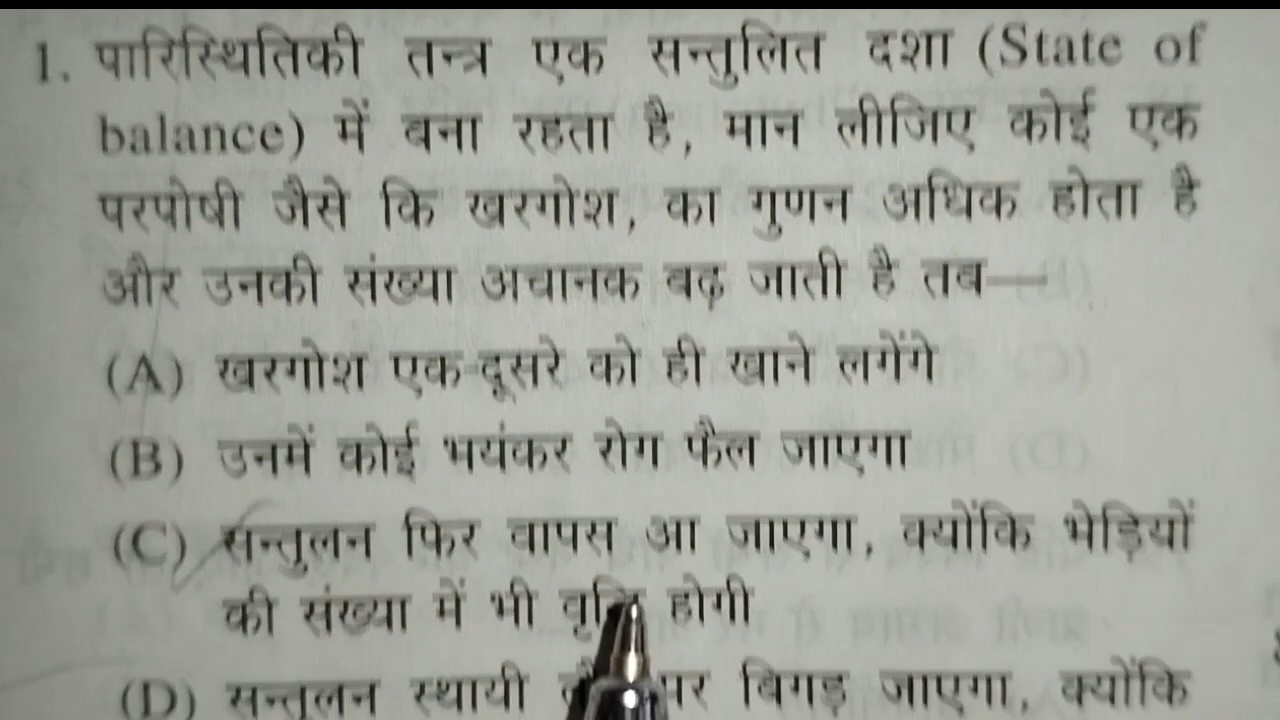 1. पारिस्थितिकी तन्त्र एक सन्तुलित दशा (State of
balance) में बना रहता है, मान लीजिए कोई एक
परपोषी जैसे कि खरगोश, का गुणन अधिक होता है
और उनकी संख्या अचानक बढ़ जाती है तब—
(A) खरगोश एक-दूसरे को ही खाने लगेंगे
(B) उनमें कोई भयंकर रोग फैल जाएगा
(C) सन्तुलन फिर वापस आ जाएगा, क्योंकि भेड़ियों
की संख्या में भी वृद्धि होगी
(D) सन्तुलन स्थायी पर बिगड़ जाएगा, क्योंकि